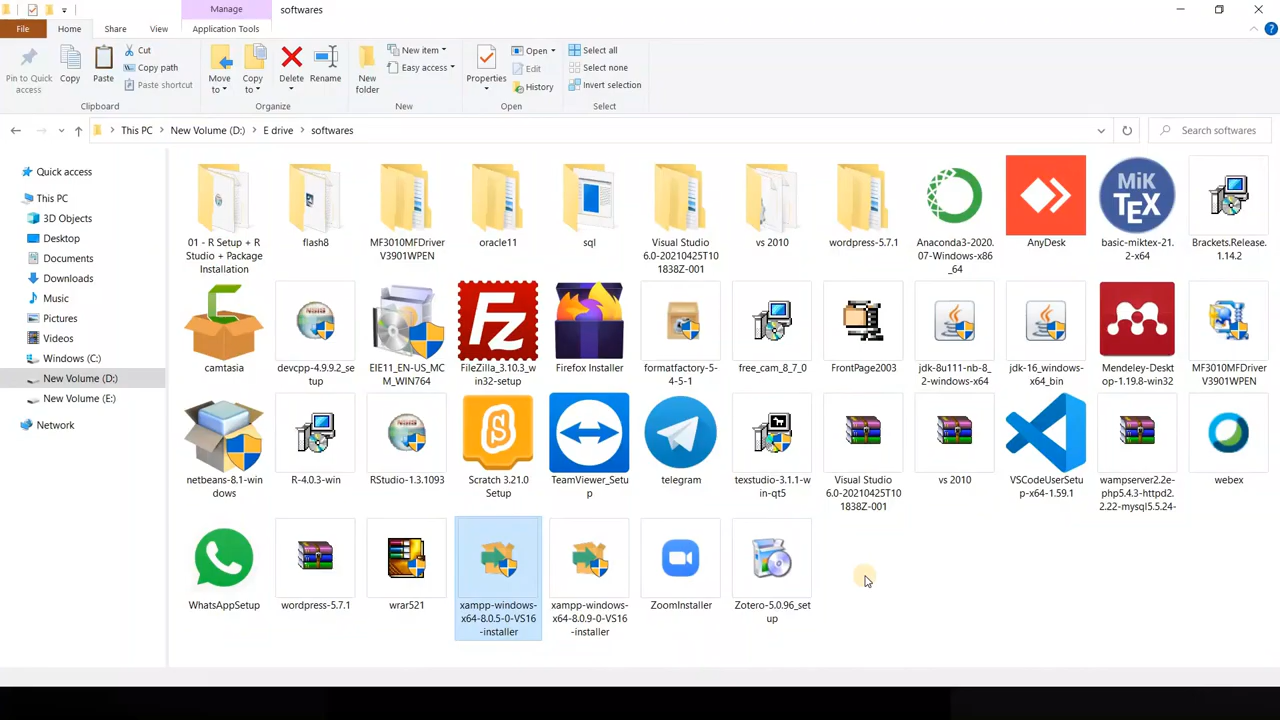 Manage
softwares
File
Home
Share
View
Application Tools
Pin to Quick
access
Copy
Paste
Cut
Copy path
Paste shortcut
Clipboard
Move
to
Copy
to
Delete
Rename
Organize
New
folder
New item
Easy access
New
Properties
Open
Edit
History
Open
Select all
Select none
Invert selection
Select
This PC
New Volume (D:)
E drive
softwares
Search softwares
Quick access
This PC
3D Objects
Desktop
Documents
Downloads
Music
Pictures
Videos
Windows (C:)
New Volume (D:)
New Volume (E:)
Network
01 - R Setup + R
Studio + Package
Installation
flash8
MF3010MFDriver
V3901WPEN
oracle11
sql
Visual Studio
6.0-20210425T10
1838Z-001
vs 2010
wordpress-5.7.1
Anaconda3-2020.
07-Windows-x86
_64
AnyDesk
MiK
TEX
basic-miktex-21.
2-x64
Brackets.Release.
1.14.2
camtasia
devcpp-4.9.9.2_se
tup
EIE11_EN-US_MC
M_WIN764
Fz
FileZilla_3.10.3_w
in32-setup
Firefox Installer
formatfactory-5-
4-5-1
free_cam_8_7_0
FrontPage2003
jdk-8u111-nb-8_
2-windows-x64
jdk-16_windows-
x64_bin
Mendeley-Deskt
op-1.19.8-win32
MF3010MFDriver
V3901WPEN
netbeans-8.1-win
dows
R-4.0.3-win
RStudio-1.3.1093
S
Scratch 3.21.0
Setup
TeamViewer_Setu
p
telegram
texstudio-3.1.1-w
in-qt5
Visual Studio
6.0-20210425T10
1838Z-001
vs 2010
VSCodeUserSetu
p-x64-1.59.1
wampserver2.2e-
php5.4.3-httpd2.
2.22-mysql5.5.24-
webex
WhatsAppSetup
wordpress-5.7.1
wrar521
xampp-windows-
x64-8.0.5-0-VS16
-installer
xampp-windows-
x64-8.0.9-0-VS16
-installer
ZoomInstaller
Zotero-5.0.96_set
up